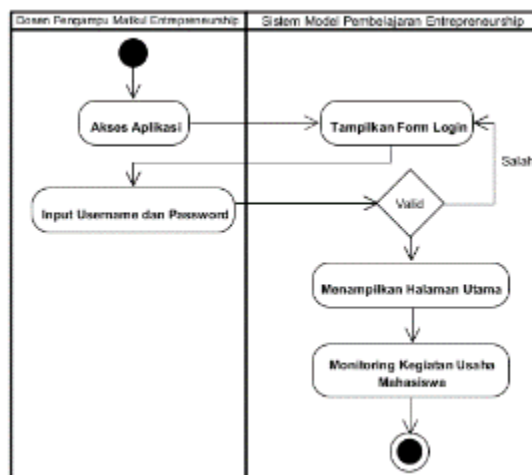 Dosen Pengampu Matkul Entrepreneurship
Sistem Model Pembelajaran Entrepreneurship
Akses Aplikasi
Tampilkan Form Login
Salah
Input Username dan Password
Valid
Menampilkan Halaman Utama
Monitoring Kegiatan Usaha
Mahasiswa